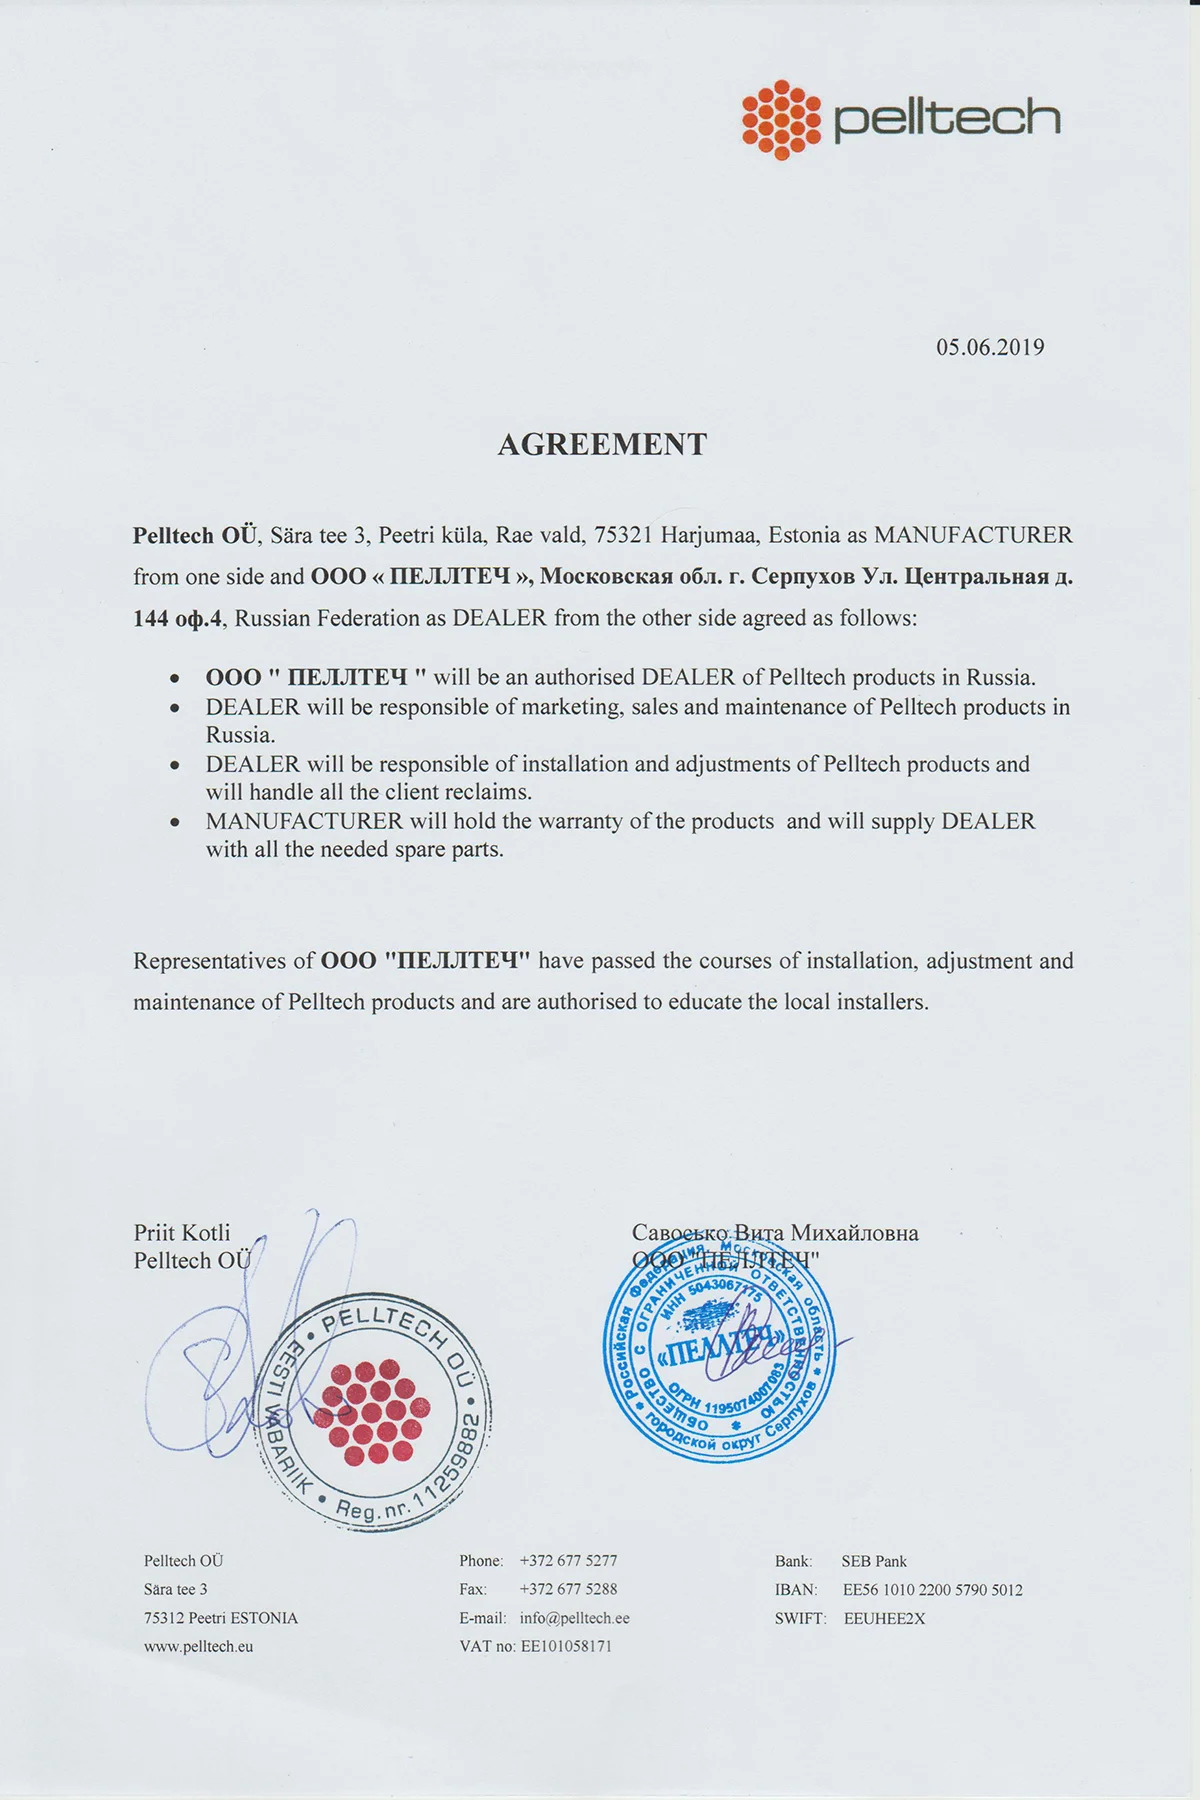 pelltech
05.06.2019
AGREEMENT
Pelltech OÜ, Sära tee 3, Peetri küla, Rae vald, 75321 Harjumaa, Estonia as MANUFACTURER
from one side and ООО « ПЕЛЛТЕЧ », Московская обл. г. Серпухов Ул. Центральная д.
144 оф.4, Russian Federation as DEALER from the other side agreed as follows:
• ООО " ПЕЛЛТЕЧ " will be an authorised DEALER of Pelltech products in Russia.
• DEALER will be responsible of marketing, sales and maintenance of Pelltech products in
Russia.
• DEALER will be responsible of installation and adjustments of Pelltech products and
will handle all the client reclaims.
• MANUFACTURER will hold the warranty of the products and will supply DEALER
with all the needed spare parts.
Representatives of ООО "ПЕЛЛТЕЧ" have passed the courses of installation, adjustment and
maintenance of Pelltech products and are authorised to educate the local installers.
Priit Kotli
Pelltech OÜ
Савосько Вита Михайловна
ООО "ПЕЛЛТЕЧ"
• PELLTECH OÜ •
EESTI VABARIIK • Reg.nr. 11259882
Российская Федерация, Московская область
* городской округ Серпухов *
ОБЩЕСТВО С ОГРАНИЧЕННОЙ ОТВЕТСТВЕННОСТЬЮ *
ИНН 5043067175
«ПЕЛЛТЕЧ»
ОГРН 1195074007083
Pelltech OÜ
Sära tee 3
75312 Peetri ESTONIA
www.pelltech.eu
Phone: +372 677 5277
Fax: +372 677 5288
E-mail: info@pelltech.ee
VAT no: EE101058171
Bank: SEB Pank
IBAN: EE56 1010 2200 5790 5012
SWIFT: EEUHEE2X